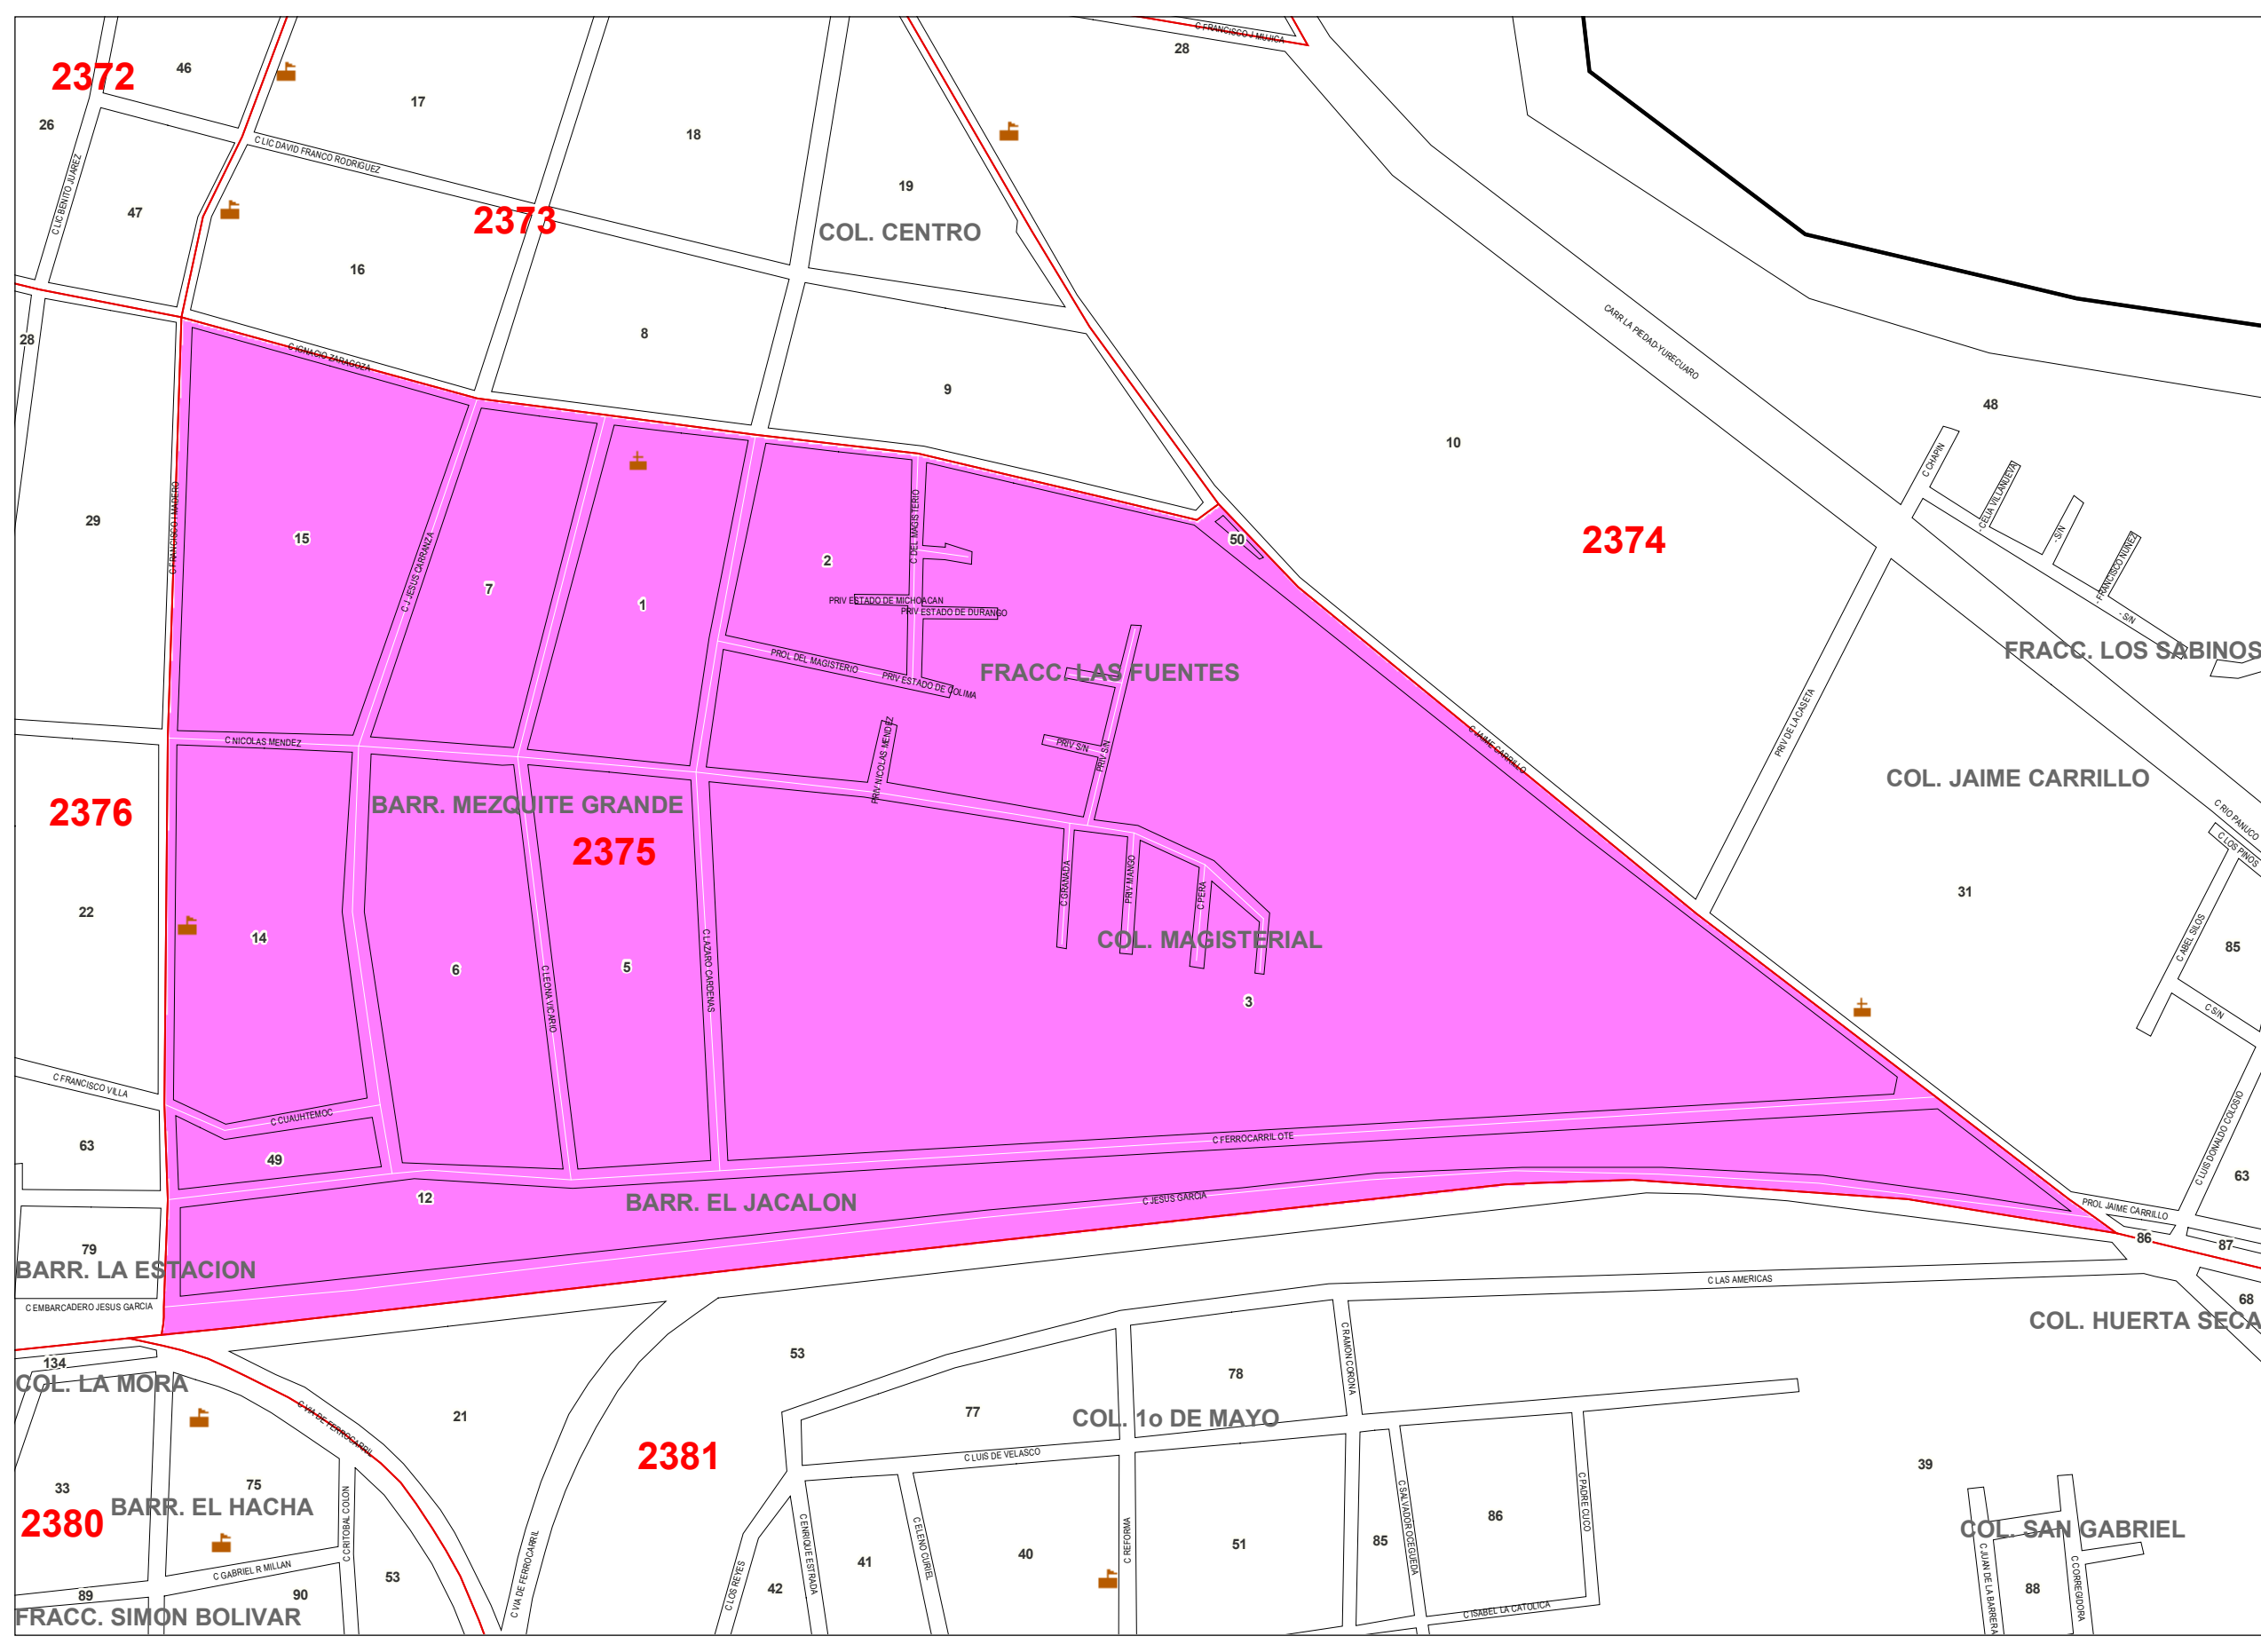 C FRANCISCO J MUJICA
28
2372
46
17
26
C LIC DAVID FRANCO RODRIGUEZ
18
C LIC BENITO JUAREZ
47
2373
19
COL. CENTRO
16
28
C IGNACIO ZARAGOZA
8
9
CARR LA PIEDAD-YURECUARO
48
10
C CHAPIN
- CELIA VILLANUEVA
- S/N
- FRANCISCO NUÑEZ
- S/N
29
C FRANCISCO I MADERO
15
C J JESUS CARRANZA
7
1
2
C DEL MAGISTERIO
50
2374
PRIV ESTADO DE MICHOACAN
PRIV ESTADO DE DURANGO
PROL DEL MAGISTERIO
PRIV ESTADO DE COLIMA
FRACC. LAS FUENTES
FRACC. LOS SABINOS
C NICOLAS MENDEZ
PRIV NICOLAS MENDEZ
PRIV S/N
PRIV S/N
C JAIME CARRILLO
PRIV DE LA CASETA
COL. JAIME CARRILLO
2376
BARR. MEZQUITE GRANDE
2375
C RIO PANUCO
C LOS PINOS
C GRANADA
PRIV MANGO
C PERA
31
22
14
6
C LEONA VICARIO
5
C LAZARO CARDENAS
COL. MAGISTERIAL
C ABEL SILOS
85
3
C S/N
C FRANCISCO VILLA
C CUAUHTEMOC
63
49
C FERROCARRIL OTE
C LUIS DONALDO COLOSIO
63
12
BARR. EL JACALON
C JESUS GARCIA
PROL JAIME CARRILLO
86
87
79
BARR. LA ESTACION
C EMBARCADERO JESUS GARCIA
C LAS AMERICAS
68
COL. HUERTA SECA
134
COL. LA MORA
53
78
C RAMON CORONA
C VIA DE FERROCARRIL
21
77
COL. 1o DE MAYO
2381
C LUIS DE VELASCO
39
33
75
BARR. EL HACHA
2380
C CRITOBAL COLON
C VIA DE FERROCARRIL
C LOS REYES
C ENRIQUE ESTRADA
C ELENO CURIEL
C REFORMA
C SALVADOR OCEGUEDA
86
C PADRE CUCO
COL. SAN GABRIEL
C GABRIEL R MILLAN
41
40
51
85
C JUAN DE LA BARRERA
C CORREGIDORA
89
90
53
42
88
FRACC. SIMON BOLIVAR
C ISABEL LA CATOLICA